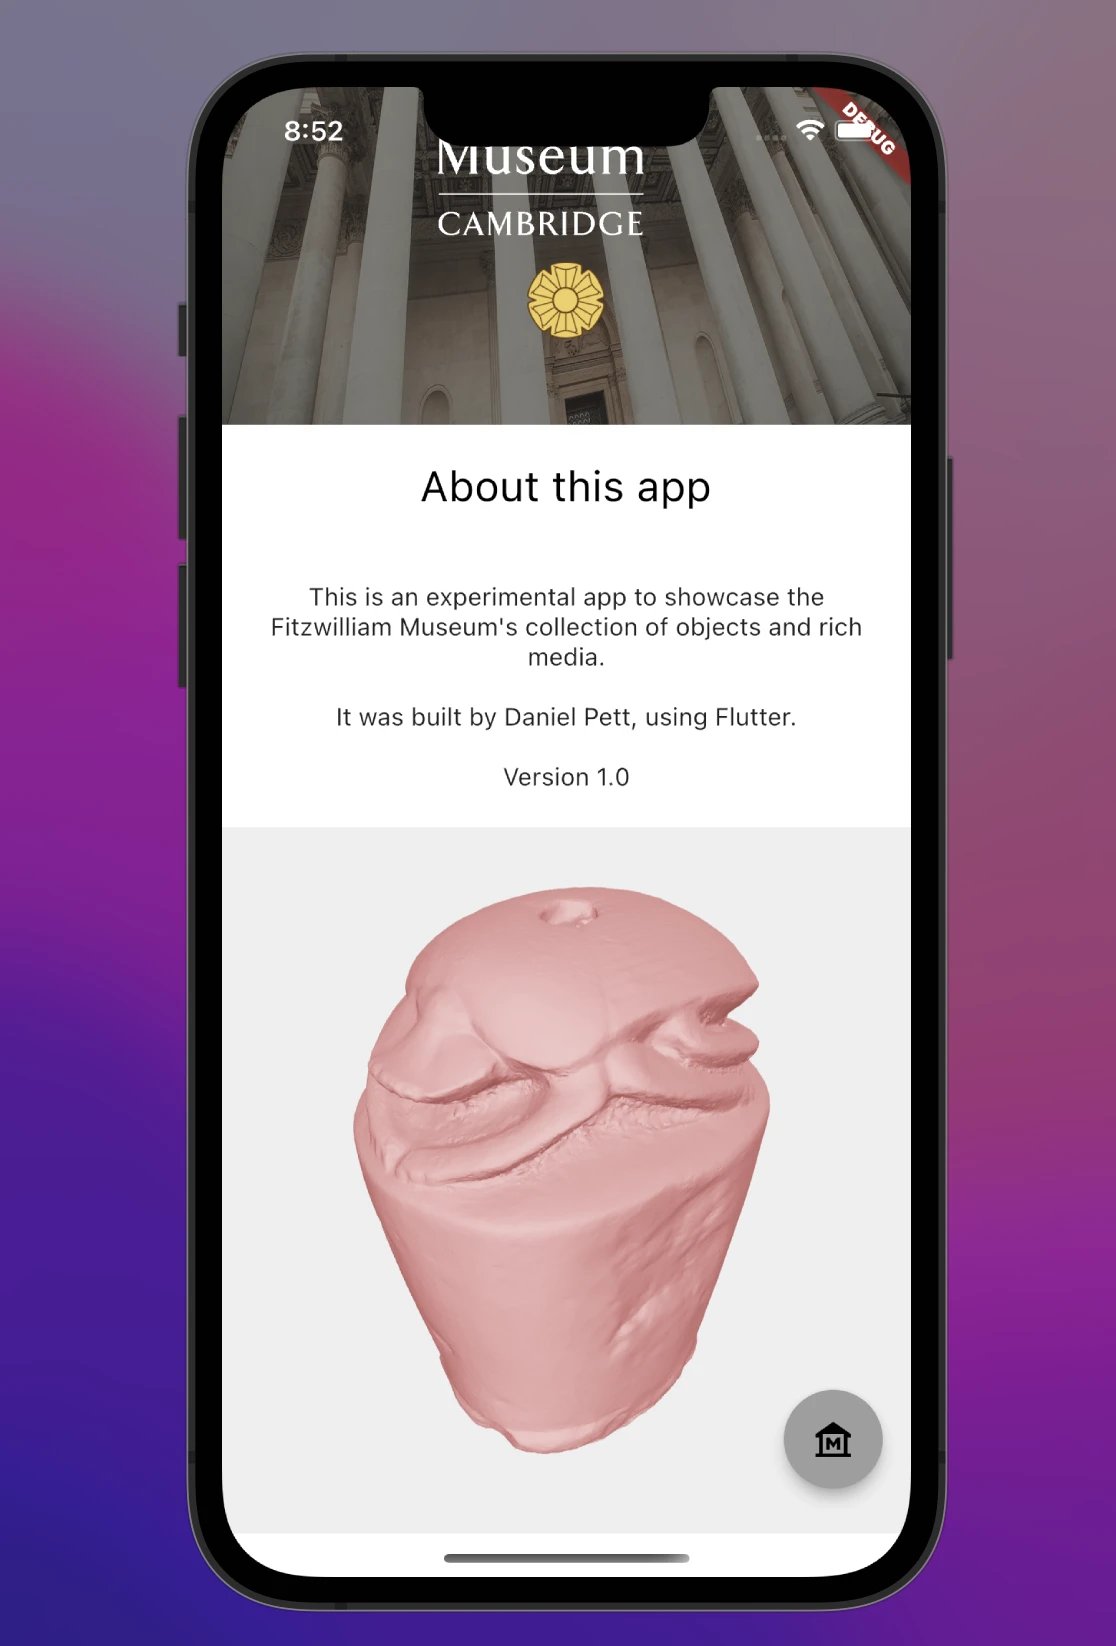 8:52
DEBUG
Museum
CAMBRIDGE
About this app
This is an experimental app to showcase the
Fitzwilliam Museum's collection of objects and rich
media.
It was built by Daniel Pett, using Flutter.
Version 1.0
M